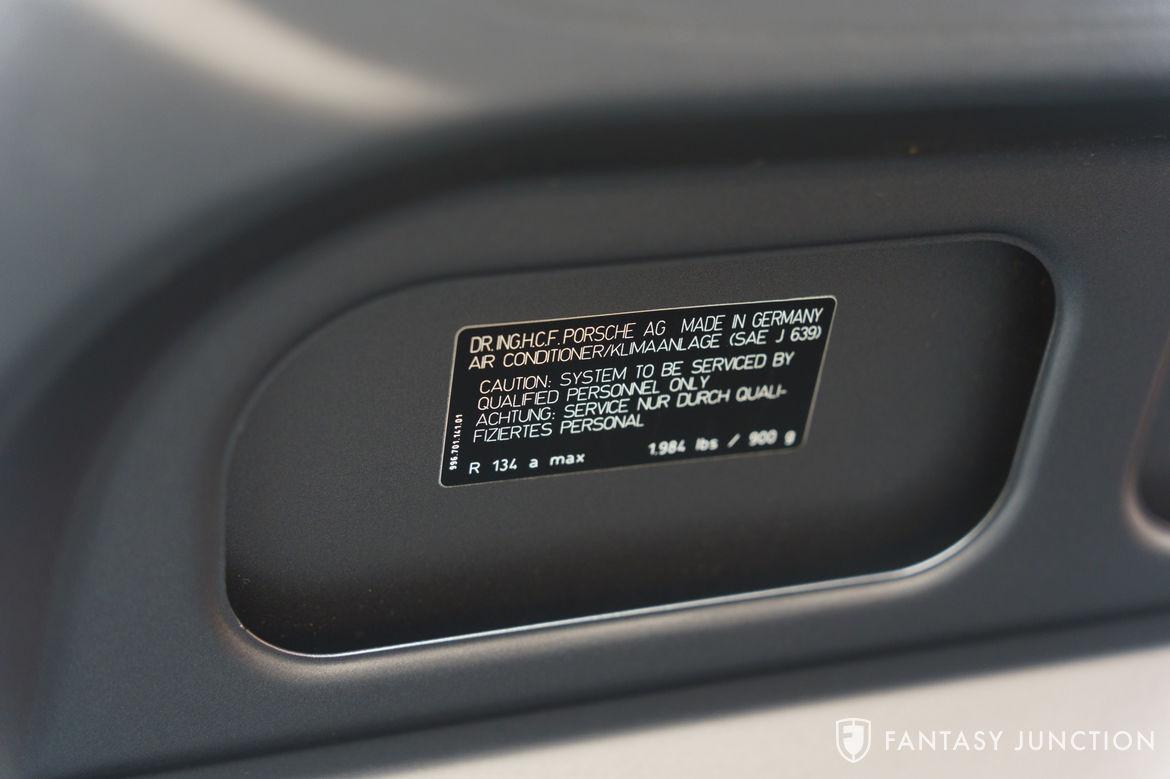 DR.ING.H.C.F. PORSCHE AG MADE IN GERMANY
AIR CONDITIONER/KLIMAANLAGE (SAE J 639)
CAUTION: SYSTEM TO BE SERVICED BY
QUALIFIED PERSONNEL ONLY
ACHTUNG: SERVICE NUR DURCH QUALI-
FIZIERTES PERSONAL
R 134 a max 1.984 lbs / 900 g
996.701.141.01
FANTASY JUNCTION